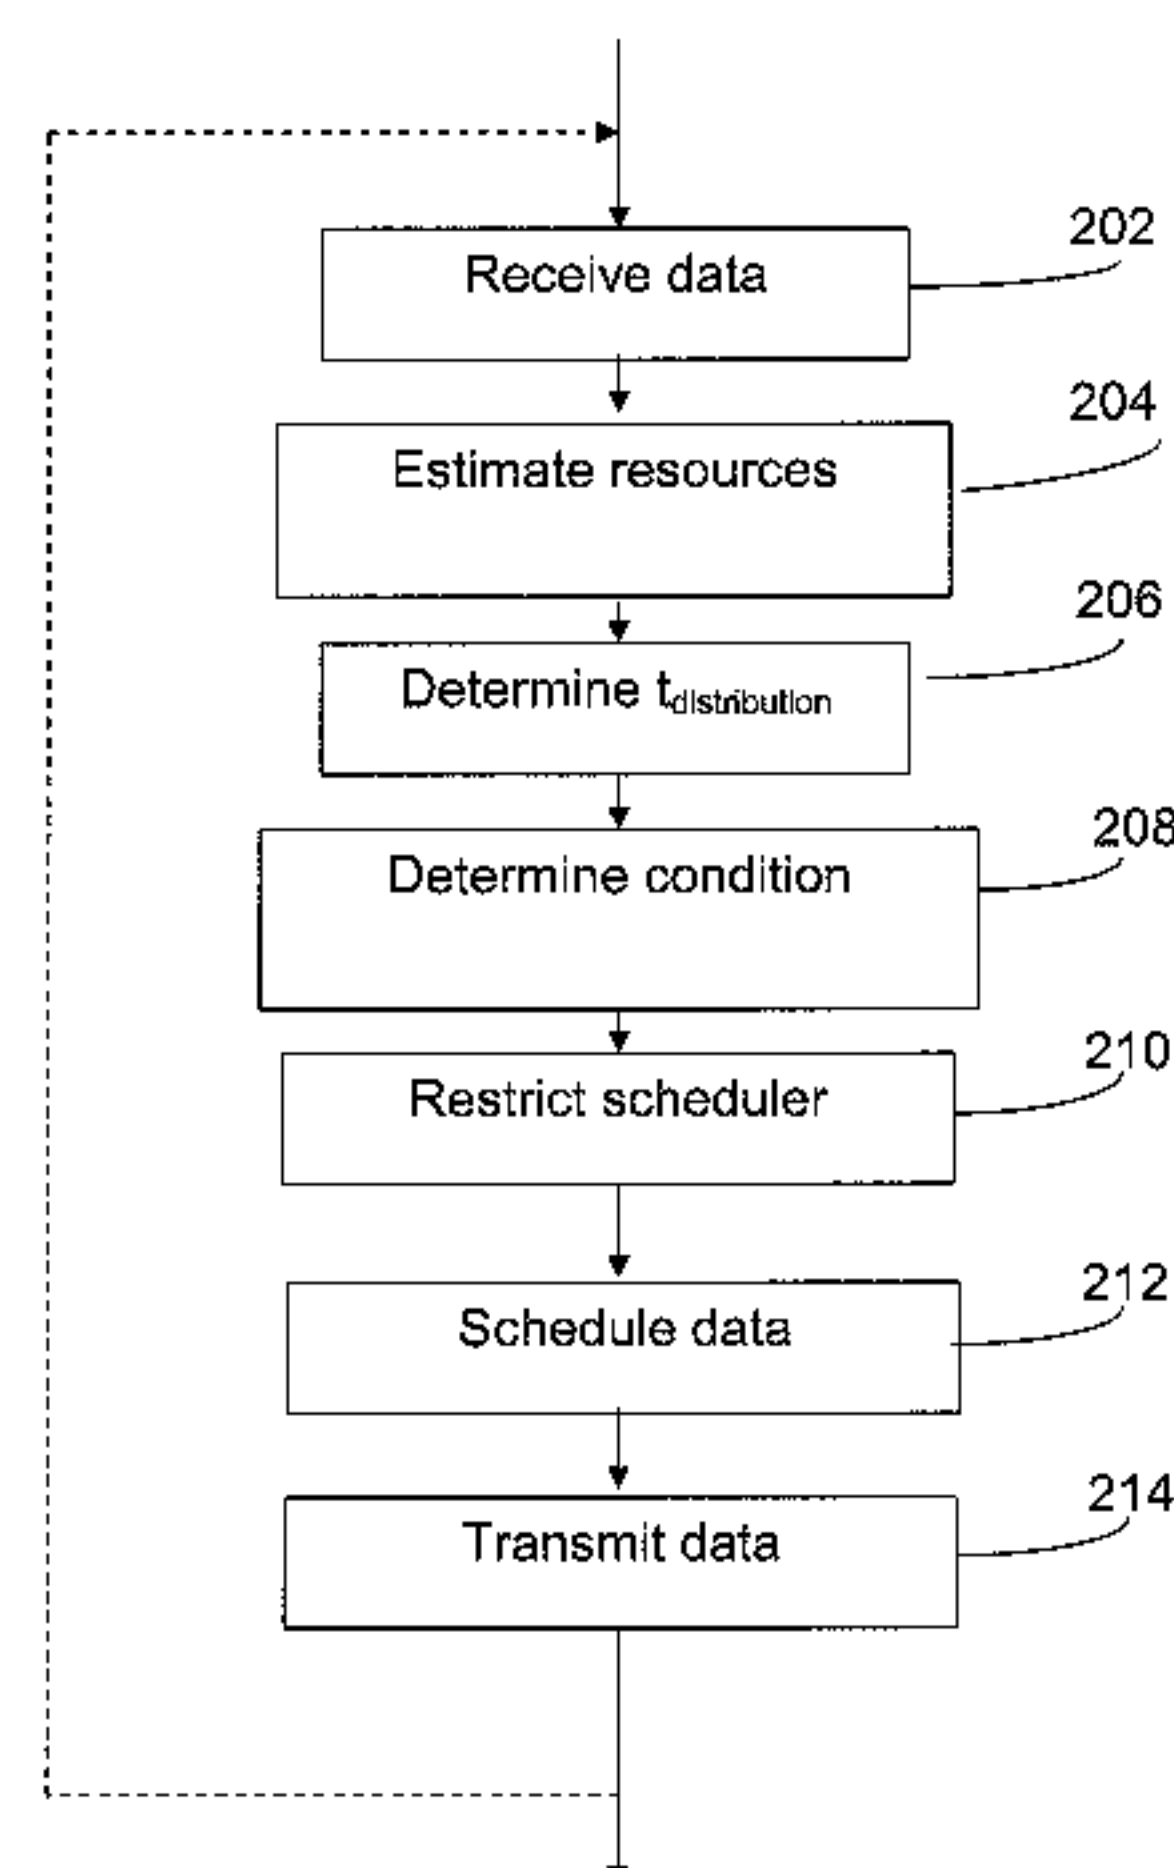 202
Receive data
204
Estimate resources
206
Determine tdistribution
208
Determine condition
210
Restrict scheduler
212
Schedule data
214
Transmit data